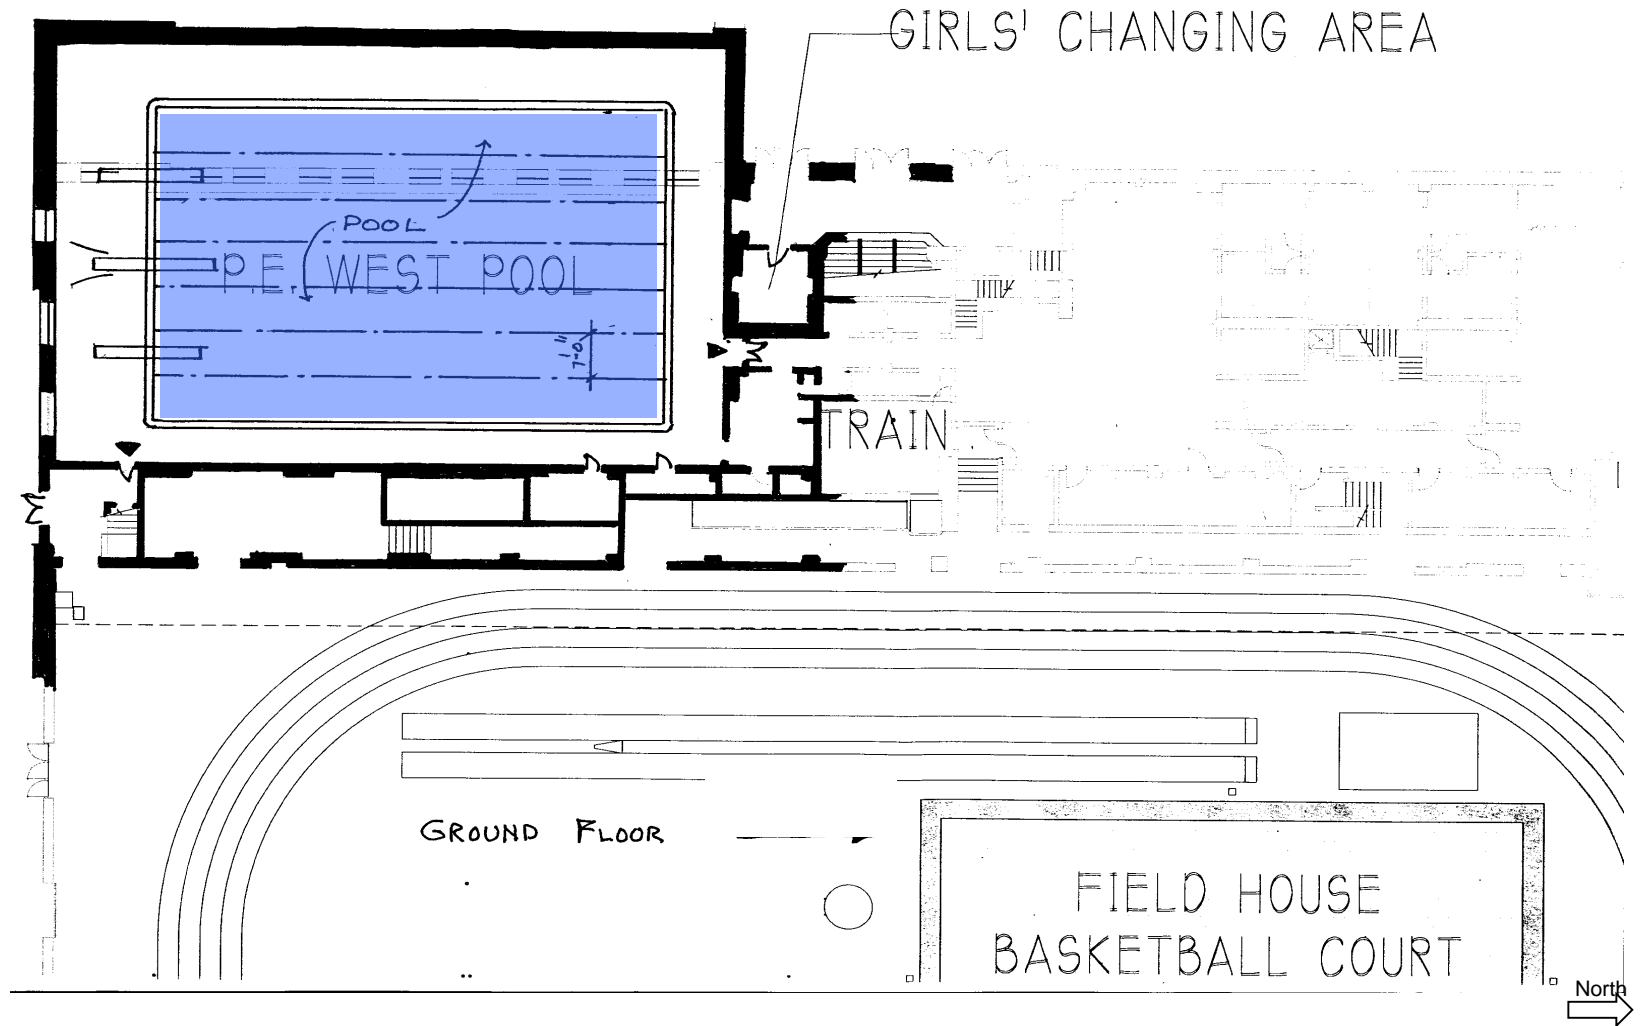 GIRLS' CHANGING AREA
POOL
P.E. WEST POOL
7'-0"
TRAIN
GROUND FLOOR
FIELD HOUSE
BASKETBALL COURT
North